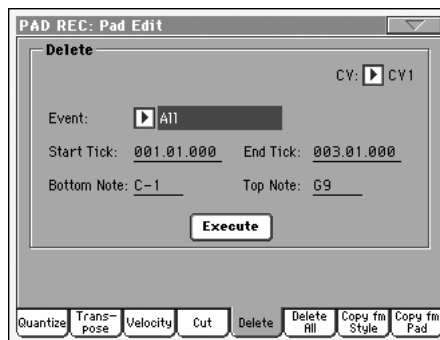 PAD REC: Pad Edit
Delete
CV: CV1
Event: All
Start Tick: 001.01.000 End Tick: 003.01.000
Bottom Note: C-1 Top Note: G9
Execute
Quantize Trans-pose Velocity Cut Delete Delete All Copy fm Style Copy fm Pad